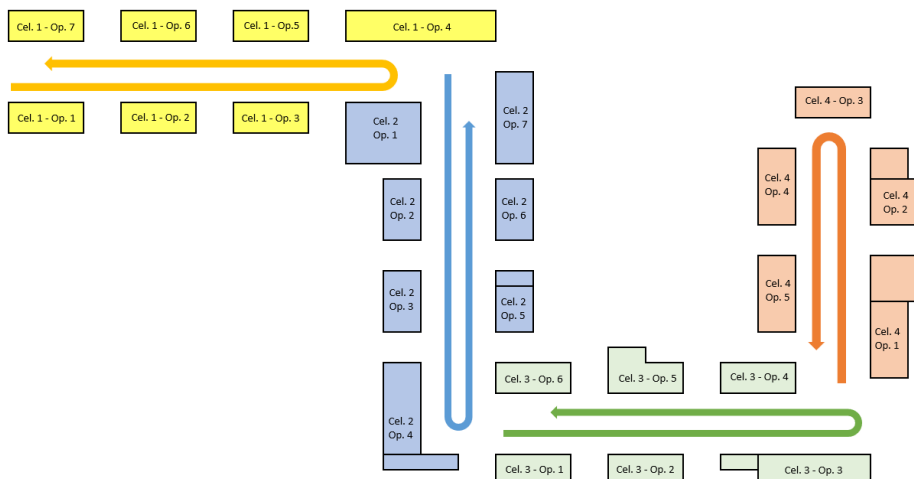 Cel. 1 - Op. 7
Cel. 1 - Op. 6
Cel. 1 - Op.5
Cel. 1 - Op. 4
Cel. 1 - Op. 1
Cel. 1 - Op. 2
Cel. 1 - Op. 3
Cel. 2
Op. 1
Cel. 2
Op. 7
Cel. 2
Op. 2
Cel. 2
Op. 6
Cel. 2
Op. 3
Cel. 2
Op. 5
Cel. 2
Op. 4
Cel. 4 - Op. 3
Cel. 4
Op. 4
Cel. 4
Op. 2
Cel. 4
Op. 5
Cel. 4
Op. 1
Cel. 3 - Op. 6
Cel. 3 - Op. 5
Cel. 3 - Op. 4
Cel. 3 - Op. 1
Cel. 3 - Op. 2
Cel. 3 - Op. 3